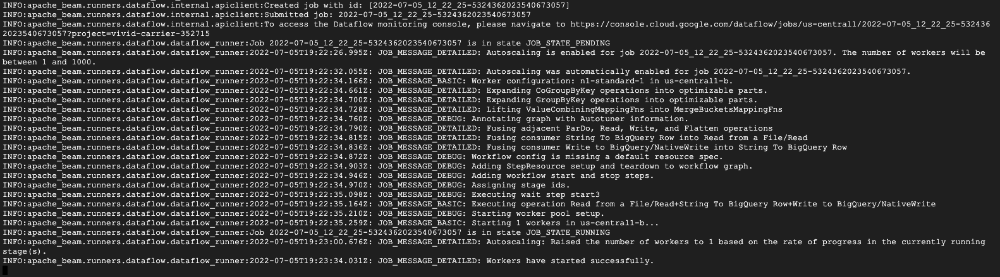 INFO:apache_beam.runners.dataflow.internal.apiclient:Created job with id: [2022-07-05_12_22_25-5324362023540673057]
INFO:apache_beam.runners.dataflow.internal.apiclient:Submitted job: 2022-07-05_12_22_25-5324362023540673057
INFO:apache_beam.runners.dataflow.internal.apiclient:To access the Dataflow monitoring console, please navigate to https://console.cloud.google.com/dataflow/jobs/us-central1/2022-07-05_12_22_25-532436
2023540673057?project=vivid-carrier-352715
INFO:apache_beam.runners.dataflow.dataflow_runner:Job 2022-07-05_12_22_25-5324362023540673057 is in state JOB_STATE_PENDING
INFO:apache_beam.runners.dataflow.dataflow_runner:2022-07-05T19:22:26.995Z: JOB_MESSAGE_DETAILED: Autoscaling is enabled for job 2022-07-05_12_22_25-5324362023540673057. The number of workers will be
between 1 and 1000.
INFO:apache_beam.runners.dataflow.dataflow_runner:2022-07-05T19:22:32.055Z: JOB_MESSAGE_DETAILED: Autoscaling was automatically enabled for job 2022-07-05_12_22_25-5324362023540673057.
INFO:apache_beam.runners.dataflow.dataflow_runner:2022-07-05T19:22:34.166Z: JOB_MESSAGE_BASIC: Worker configuration: n1-standard-1 in us-central1-b.
INFO:apache_beam.runners.dataflow.dataflow_runner:2022-07-05T19:22:34.661Z: JOB_MESSAGE_DETAILED: Expanding CoGroupByKey operations into optimizable parts.
INFO:apache_beam.runners.dataflow.dataflow_runner:2022-07-05T19:22:34.700Z: JOB_MESSAGE_DETAILED: Expanding GroupByKey operations into optimizable parts.
INFO:apache_beam.runners.dataflow.dataflow_runner:2022-07-05T19:22:34.728Z: JOB_MESSAGE_DETAILED: Lifting ValueCombiningMappingFns into MergeBucketsMappingFns
INFO:apache_beam.runners.dataflow.dataflow_runner:2022-07-05T19:22:34.760Z: JOB_MESSAGE_DEBUG: Annotating graph with Autotuner information.
INFO:apache_beam.runners.dataflow.dataflow_runner:2022-07-05T19:22:34.790Z: JOB_MESSAGE_DETAILED: Fusing adjacent ParDo, Read, Write, and Flatten operations
INFO:apache_beam.runners.dataflow.dataflow_runner:2022-07-05T19:22:34.815Z: JOB_MESSAGE_DETAILED: Fusing consumer String To BigQuery Row into Read from a File/Read
INFO:apache_beam.runners.dataflow.dataflow_runner:2022-07-05T19:22:34.836Z: JOB_MESSAGE_DETAILED: Fusing consumer Write to BigQuery/NativeWrite into String To BigQuery Row
INFO:apache_beam.runners.dataflow.dataflow_runner:2022-07-05T19:22:34.872Z: JOB_MESSAGE_DEBUG: Workflow config is missing a default resource spec.
INFO:apache_beam.runners.dataflow.dataflow_runner:2022-07-05T19:22:34.903Z: JOB_MESSAGE_DEBUG: Adding StepResource setup and teardown to workflow graph.
INFO:apache_beam.runners.dataflow.dataflow_runner:2022-07-05T19:22:34.946Z: JOB_MESSAGE_DEBUG: Adding workflow start and stop steps.
INFO:apache_beam.runners.dataflow.dataflow_runner:2022-07-05T19:22:34.970Z: JOB_MESSAGE_DEBUG: Assigning stage ids.
INFO:apache_beam.runners.dataflow.dataflow_runner:2022-07-05T19:22:35.098Z: JOB_MESSAGE_DEBUG: Executing wait step start3
INFO:apache_beam.runners.dataflow.dataflow_runner:2022-07-05T19:22:35.164Z: JOB_MESSAGE_BASIC: Executing operation Read from a File/Read+String To BigQuery Row+Write to BigQuery/NativeWrite
INFO:apache_beam.runners.dataflow.dataflow_runner:2022-07-05T19:22:35.210Z: JOB_MESSAGE_DEBUG: Starting worker pool setup.
INFO:apache_beam.runners.dataflow.dataflow_runner:2022-07-05T19:22:35.259Z: JOB_MESSAGE_BASIC: Starting 1 workers in us-central1-b...
INFO:apache_beam.runners.dataflow.dataflow_runner:Job 2022-07-05_12_22_25-5324362023540673057 is in state JOB_STATE_RUNNING
INFO:apache_beam.runners.dataflow.dataflow_runner:2022-07-05T19:23:00.676Z: JOB_MESSAGE_DETAILED: Autoscaling: Raised the number of workers to 1 based on the rate of progress in the currently running
stage(s).
INFO:apache_beam.runners.dataflow.dataflow_runner:2022-07-05T19:23:34.031Z: JOB_MESSAGE_DETAILED: Workers have started successfully.